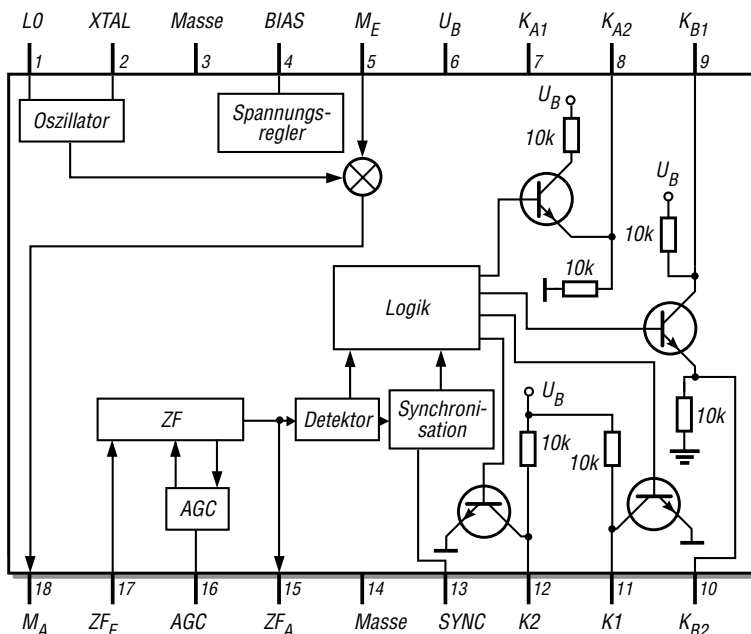 L0 XTAL Masse BIAS M_E U_B K_A1 K_A2 K_B1
1 2 3 4 5 6 7 8 9
Oszillator
Spannungs-
regler
U_B
10k
U_B
10k
10k
Logik
ZF
Detektor
Synchroni-
sation
U_B
10k
10k
10k
AGC
18 17 16 15 14 13 12 11 10
M_A ZF_E AGC ZF_A Masse SYNC K2 K1 K_B2